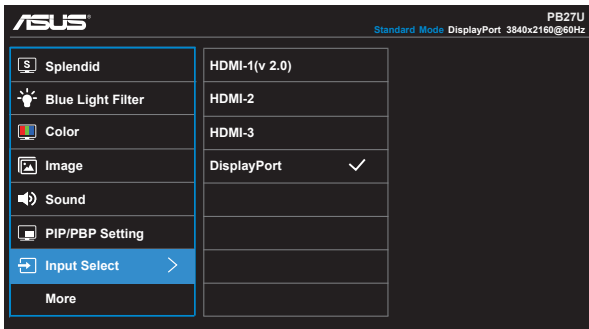 ASUS
PB27U
Standard Mode DisplayPort 3840x2160@60Hz
S Splendid
Blue Light Filter
Color
Image
Sound
PIP/PBP Setting
Input Select
More
HDMI-1(v 2.0)
HDMI-2
HDMI-3
DisplayPort